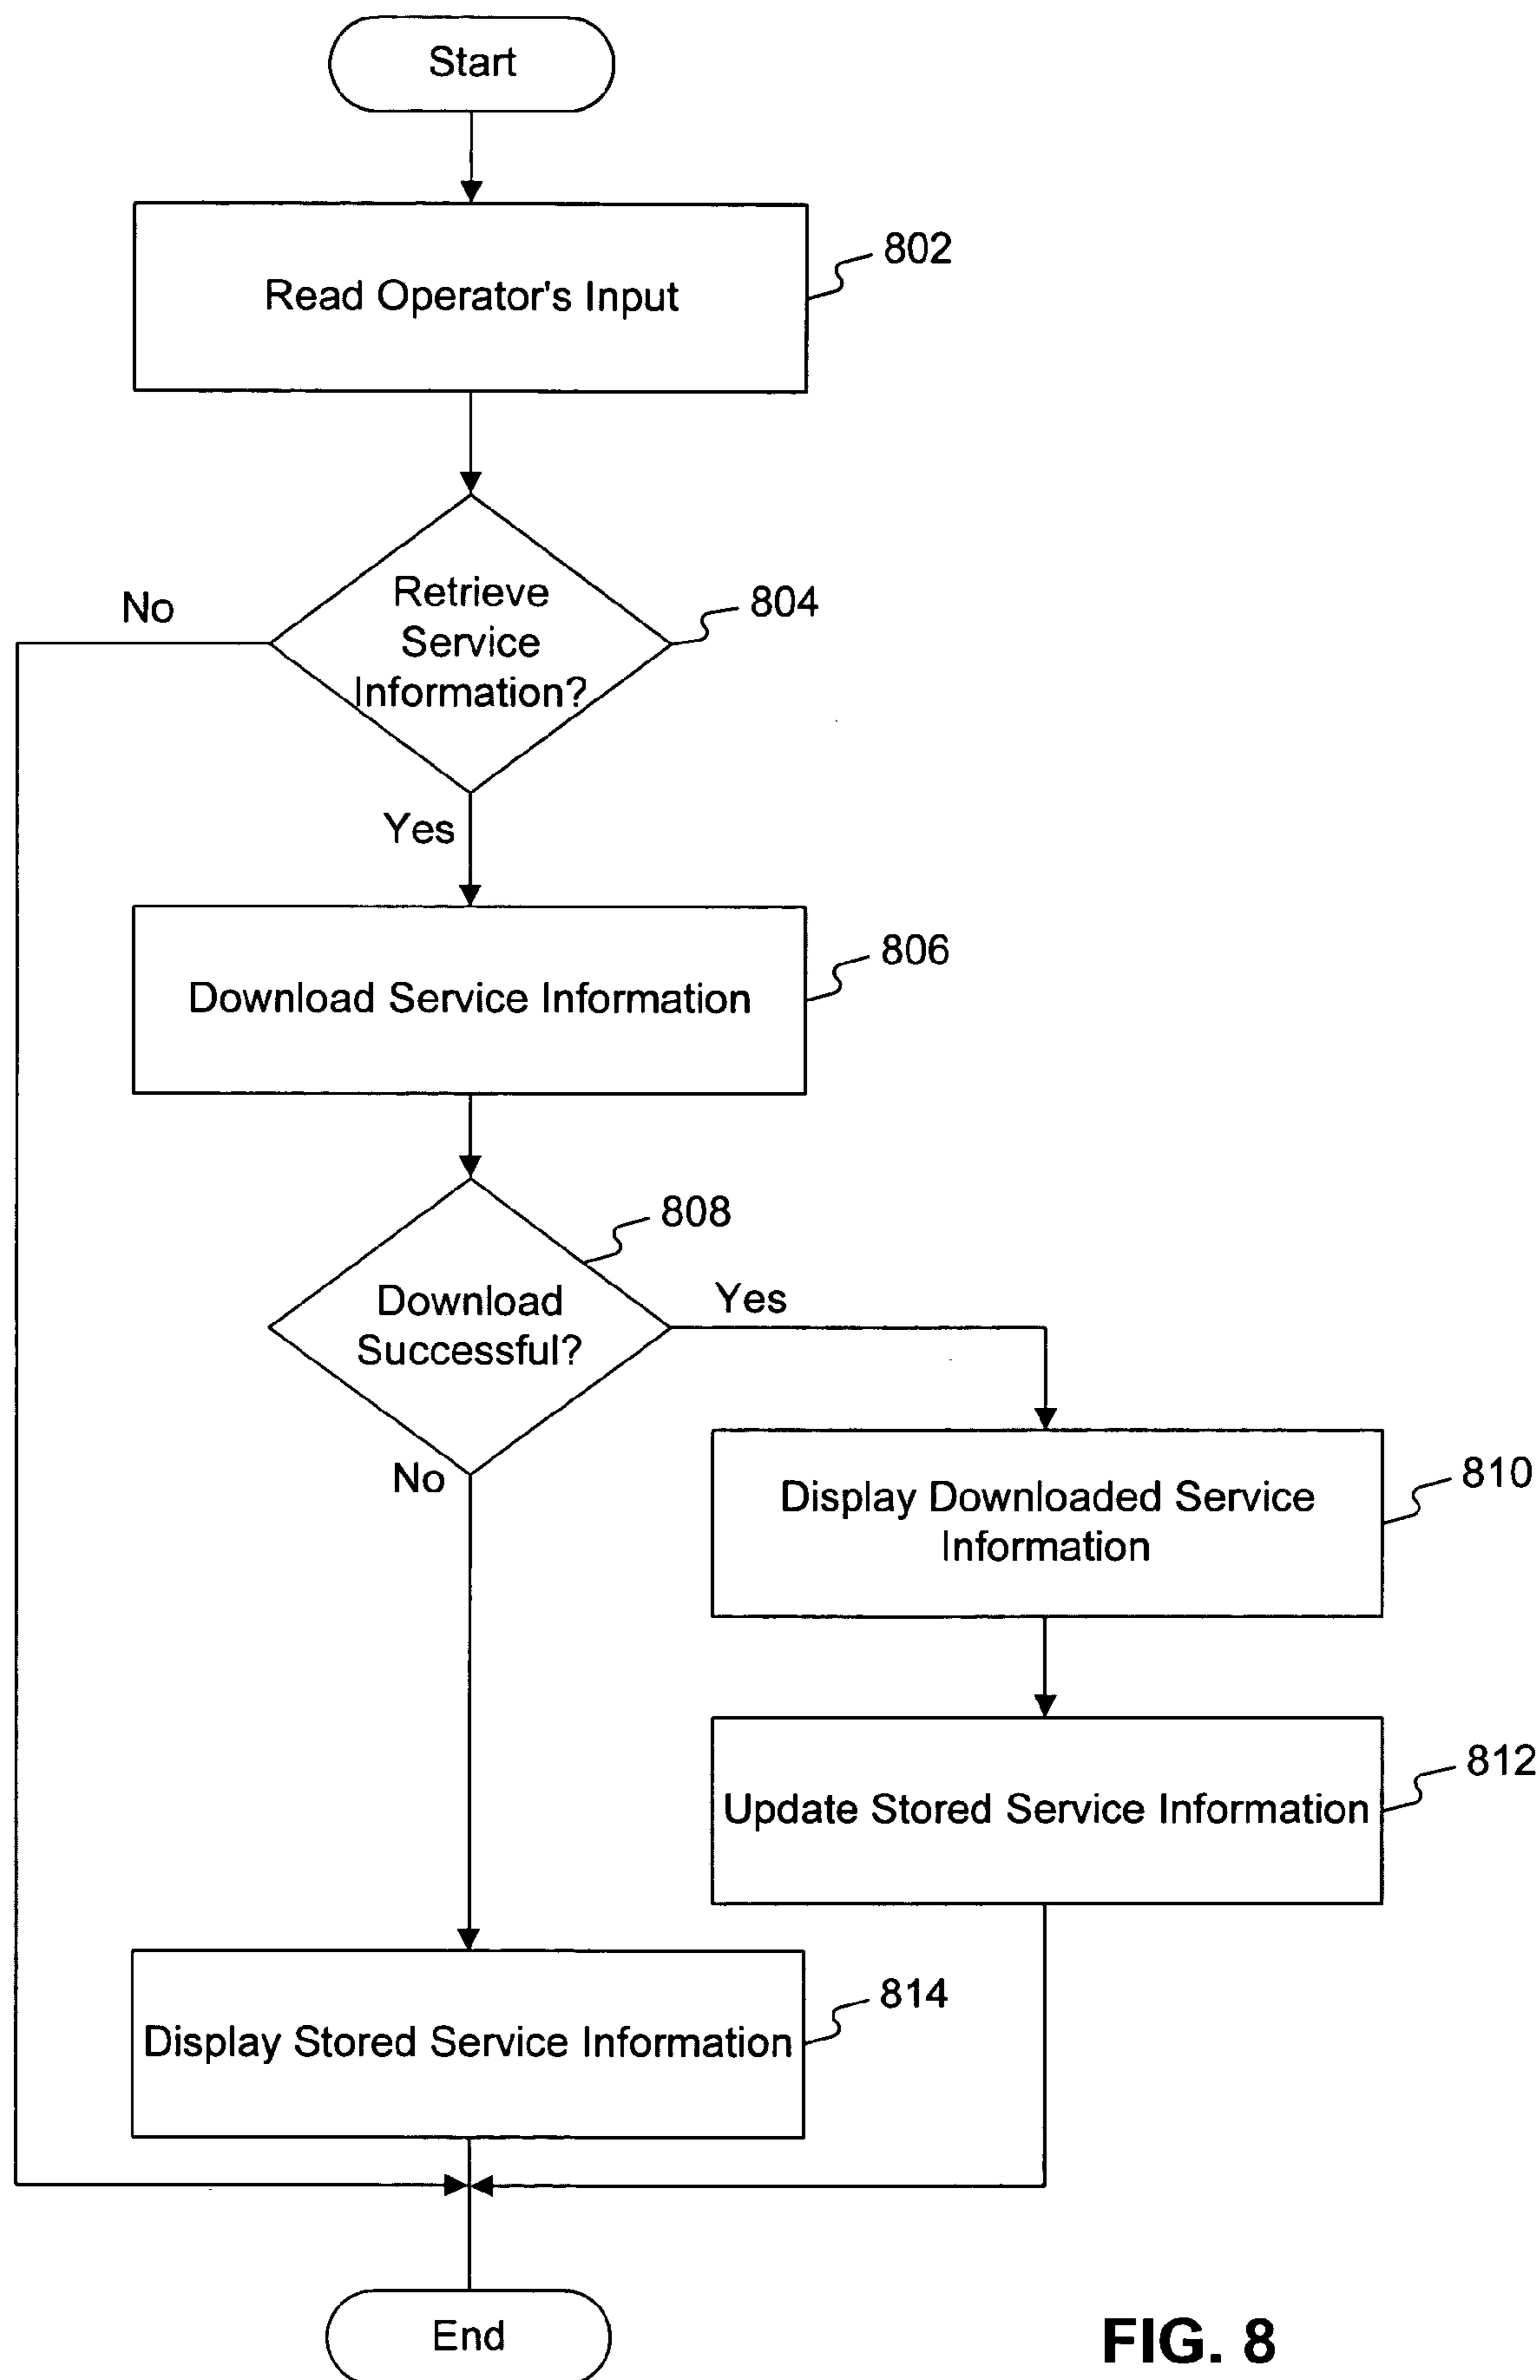 Start
802
Read Operator's Input
No
Retrieve
Service
Information?
804
Yes
806
Download Service Information
808
Download
Successful?
Yes
No
810
Display Downloaded Service
Information
812
Update Stored Service Information
814
Display Stored Service Information
End
FIG. 8